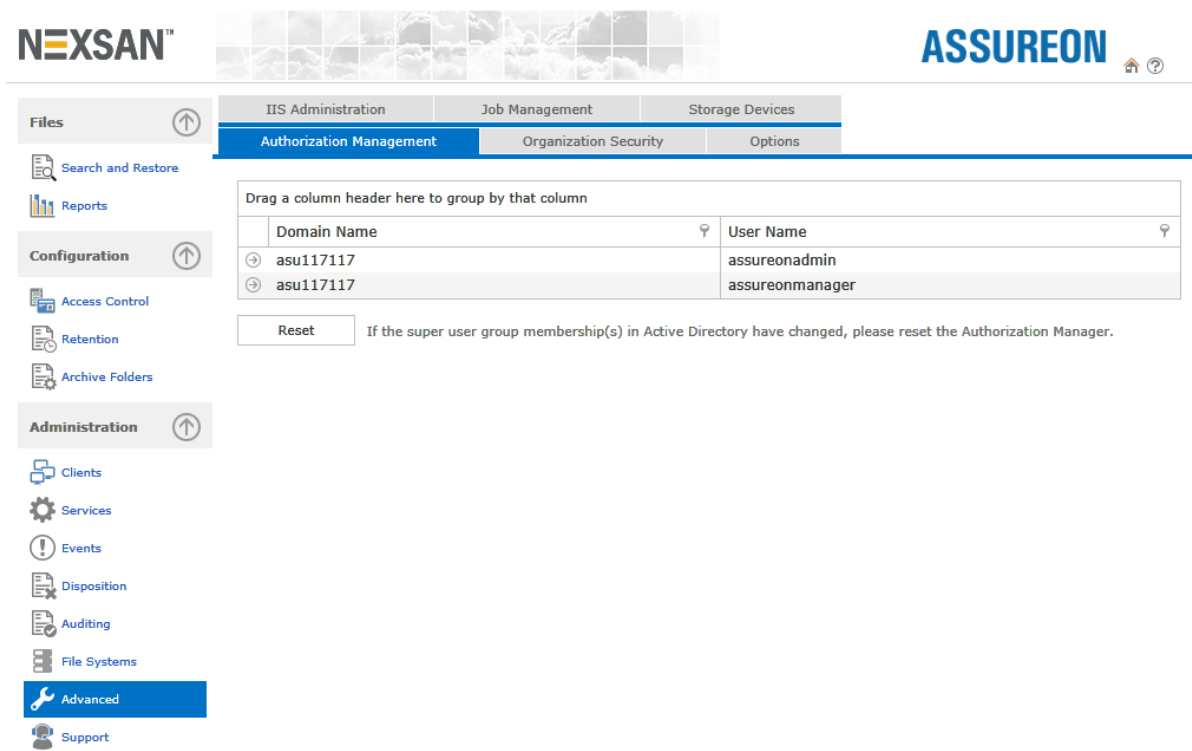 NEXSAN™
ASSUREON
Files
Search and Restore
Reports
Configuration
Access Control
Retention
Archive Folders
Administration
Clients
Services
Events
Disposition
Auditing
File Systems
Advanced
Support
IIS Administration Job Management Storage Devices
Authorization Management Organization Security Options
Drag a column header here to group by that column
Domain Name User Name
asu117117 assureonadmin
asu117117 assureonmanager
Reset If the super user group membership(s) in Active Directory have changed, please reset the Authorization Manager.